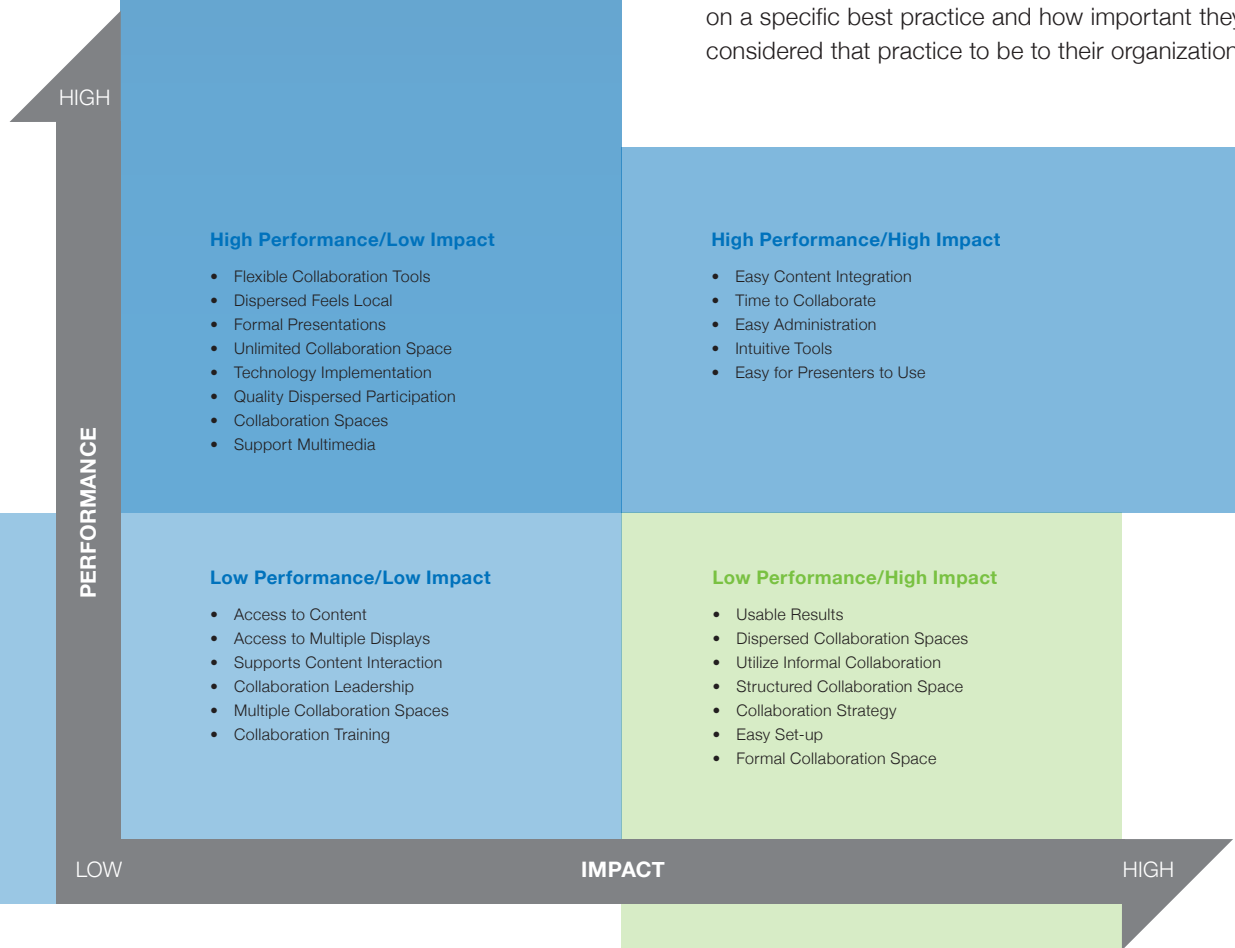 on a specific best practice and how important they
considered that practice to be to their organization
HIGH
PERFORMANCE
High Performance/Low Impact
• Flexible Collaboration Tools
• Dispersed Feels Local
• Formal Presentations
• Unlimited Collaboration Space
• Technology Implementation
• Quality Dispersed Participation
• Collaboration Spaces
• Support Multimedia
High Performance/High Impact
• Easy Content Integration
• Time to Collaborate
• Easy Administration
• Intuitive Tools
• Easy for Presenters to Use
Low Performance/Low Impact
• Access to Content
• Access to Multiple Displays
• Supports Content Interaction
• Collaboration Leadership
• Multiple Collaboration Spaces
• Collaboration Training
Low Performance/High Impact
• Usable Results
• Dispersed Collaboration Spaces
• Utilize Informal Collaboration
• Structured Collaboration Space
• Collaboration Strategy
• Easy Set-up
• Formal Collaboration Space
LOW
IMPACT
HIGH